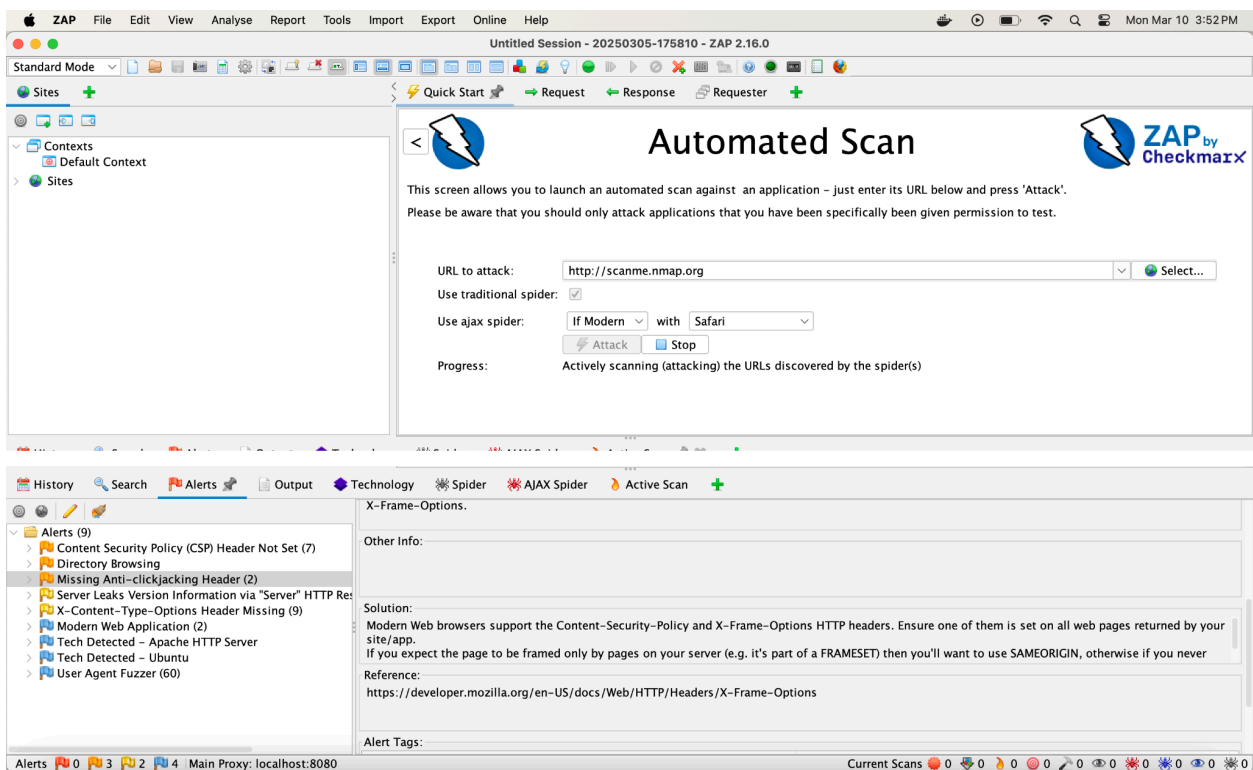 ZAP File Edit View Analyse Report Tools Import Export Online Help Mon Mar 10 3:52 PM
Untitled Session - 20250305-175810 - ZAP 2.16.0
Standard Mode
Sites Quick Start Request Response Requester
< Automated Scan ZAP by Checkmarx
Contexts
Default Context
Sites
This screen allows you to launch an automated scan against an application – just enter its URL below and press 'Attack'.
Please be aware that you should only attack applications that you have been specifically been given permission to test.
URL to attack: http://scanme.nmap.org Select...
Use traditional spider:
Use ajax spider: If Modern with Safari
Attack Stop
Progress: Actively scanning (attacking) the URLs discovered by the spider(s)
History Search Alerts Output Technology Spider AJAX Spider Active Scan
X-Frame-Options.
Alerts (9)
Content Security Policy (CSP) Header Not Set (7)
Directory Browsing
Missing Anti-clickjacking Header (2)
Server Leaks Version Information via "Server" HTTP Res
X-Content-Type-Options Header Missing (9)
Modern Web Application (2)
Tech Detected – Apache HTTP Server
Tech Detected – Ubuntu
User Agent Fuzzer (60)
Other Info:
Solution:
Modern Web browsers support the Content-Security-Policy and X-Frame-Options HTTP headers. Ensure one of them is set on all web pages returned by your
site/app.
If you expect the page to be framed only by pages on your server (e.g. it's part of a FRAMESET) then you'll want to use SAMEORIGIN, otherwise if you never
Reference:
https://developer.mozilla.org/en-US/docs/Web/HTTP/Headers/X-Frame-Options
Alert Tags:
Alerts 0 3 2 4 Main Proxy: localhost:8080 Current Scans 0 0 0 0 0 0 0 0 0 0